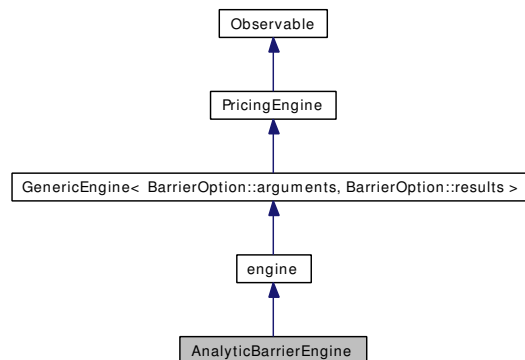 Observable
PricingEngine
GenericEngine< BarrierOption::arguments, BarrierOption::results >
engine
AnalyticBarrierEngine